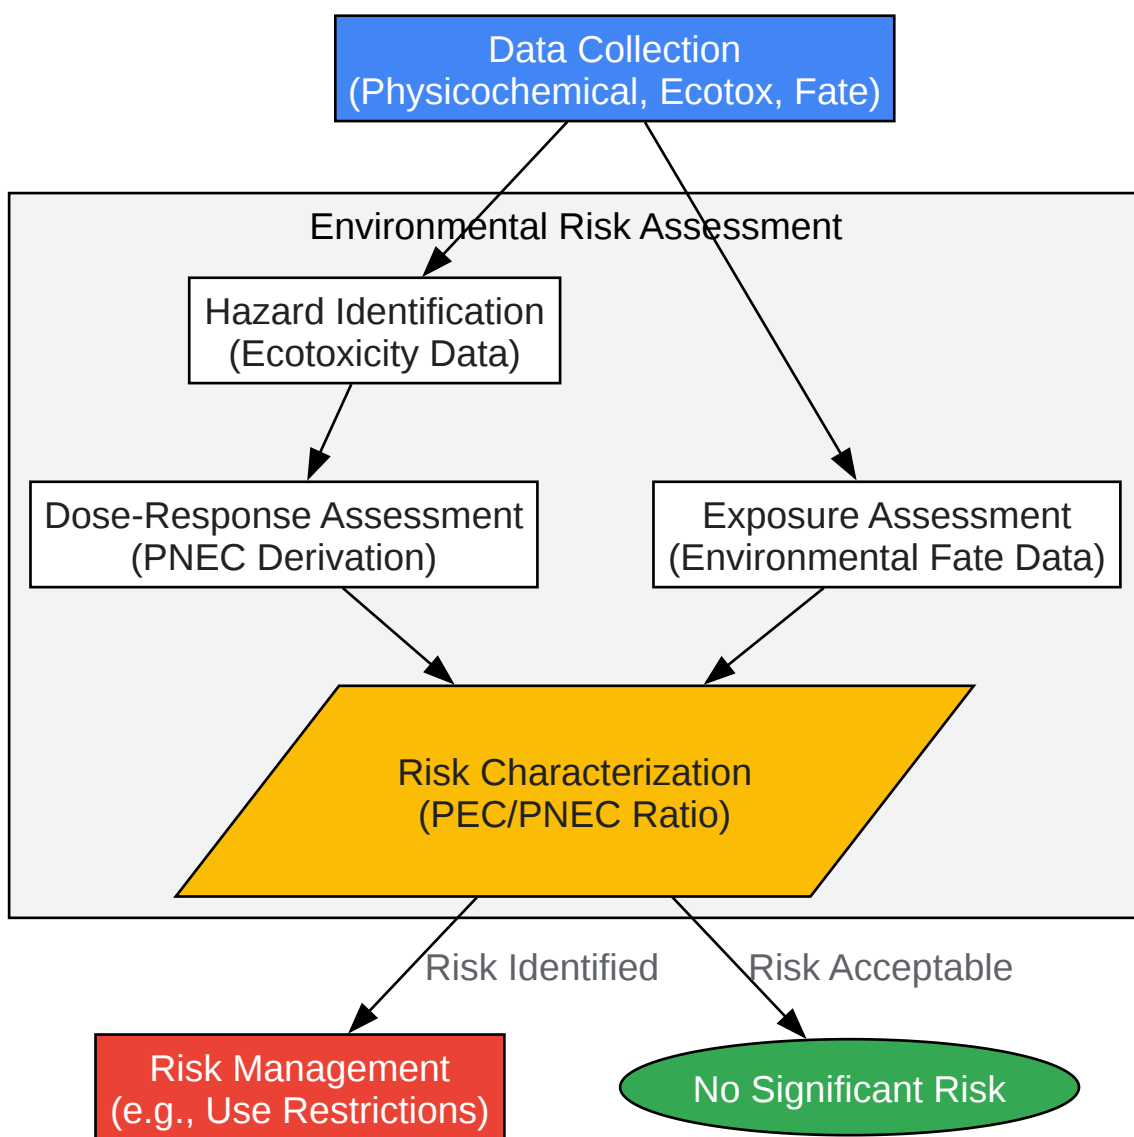 Data Collection
(Physicochemical, Ecotox, Fate)
Environmental Risk Assessment
Hazard Identification
(Ecotoxicity Data)
Dose-Response Assessment
(PNEC Derivation)
Exposure Assessment
(Environmental Fate Data)
Risk Characterization
(PEC/PNEC Ratio)
Risk Identified
Risk Acceptable
Risk Management
(e.g., Use Restrictions)
No Significant Risk